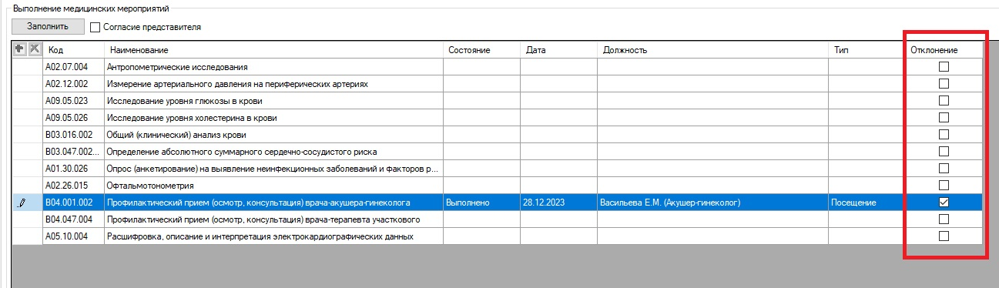 Выполнение медицинских мероприятий
Заполнить Согласие представителя
Код Наименование Состояние Дата Должность Тип Отклонение
A02.07.004 Антропометрические исследования
A02.12.002 Измерение артериального давления на периферических артериях
A09.05.023 Исследование уровня глюкозы в крови
A09.05.026 Исследование уровня холестерина в крови
B03.016.002 Общий (клинический) анализ крови
B03.047.002... Определение абсолютного суммарного сердечно-сосудистого риска
A01.30.026 Опрос (анкетирование) на выявление неинфекционных заболеваний и факторов р...
A02.26.015 Офтальмотонометрия
B04.001.002 Профилактический прием (осмотр, консультация) врача-акушера-гинеколога Выполнено 28.12.2023 Васильева Е.М. (Акушер-гинеколог) Посещение
B04.047.004 Профилактический прием (осмотр, консультация) врача-терапевта участкового
A05.10.004 Расшифровка, описание и интерпретация электрокардиографических данных